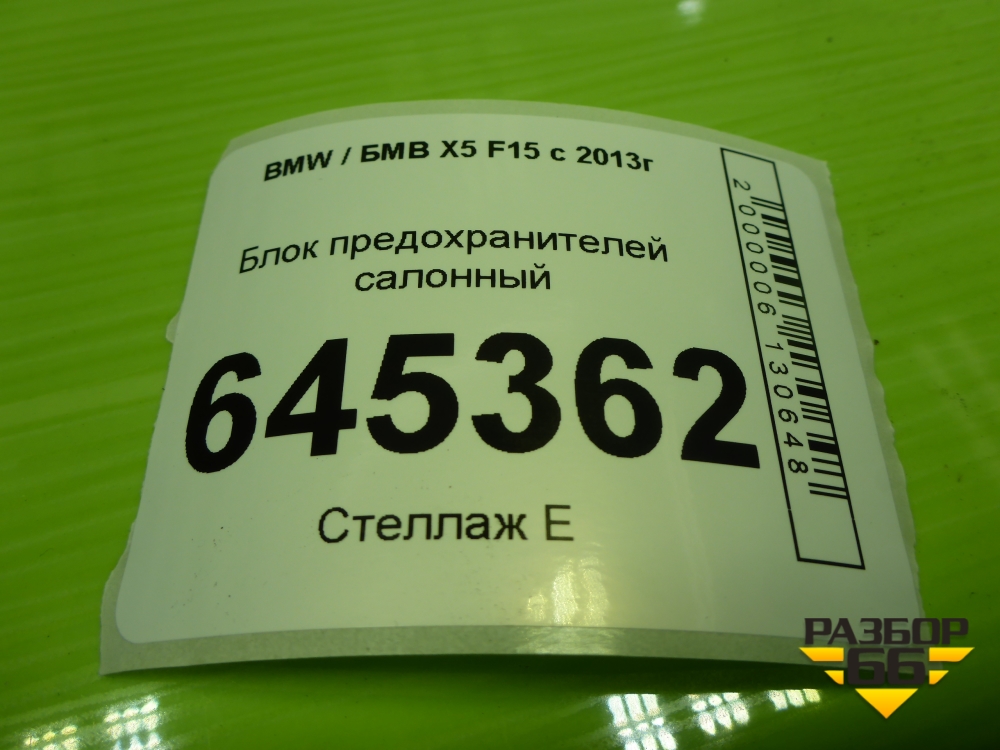 BMW / БМВ X5 F15 с 2013г
Блок предохранителей
салонный
645362
Стеллаж Е
2000006130648
РАЗБОР
66